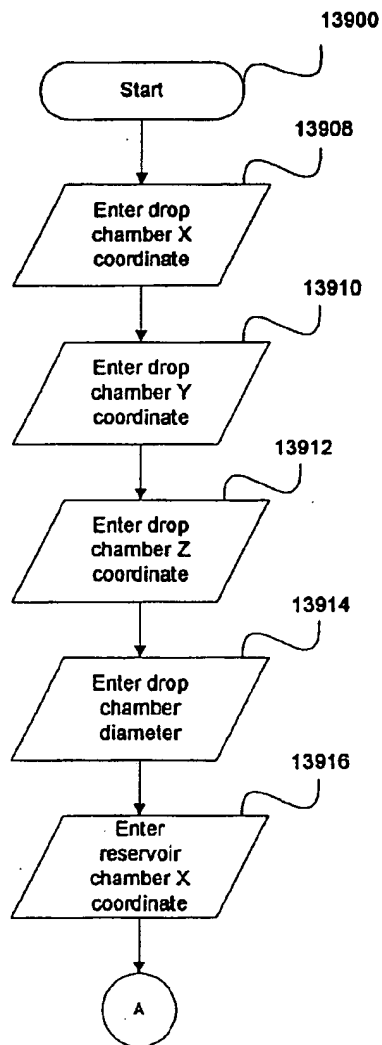 13900
Start
13908
Enter drop
chamber X
coordinate
13910
Enter drop
chamber Y
coordinate
13912
Enter drop
chamber Z
coordinate
13914
Enter drop
chamber
diameter
13916
Enter
reservoir
chamber X
coordinate
A